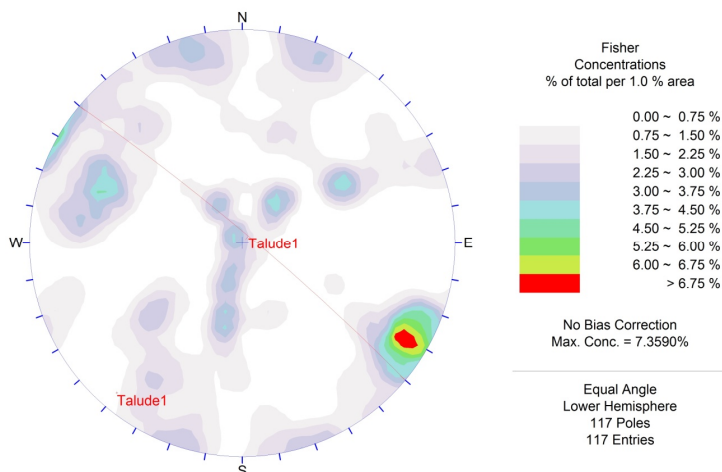 N
W
E
S
Talude1
Talude1
Fisher
Concentrations
% of total per 1.0 % area
0.00 ~ 0.75 %
0.75 ~ 1.50 %
1.50 ~ 2.25 %
2.25 ~ 3.00 %
3.00 ~ 3.75 %
3.75 ~ 4.50 %
4.50 ~ 5.25 %
5.25 ~ 6.00 %
6.00 ~ 6.75 %
> 6.75 %
No Bias Correction
Max. Conc. = 7.3590%
Equal Angle
Lower Hemisphere
117 Poles
117 Entries